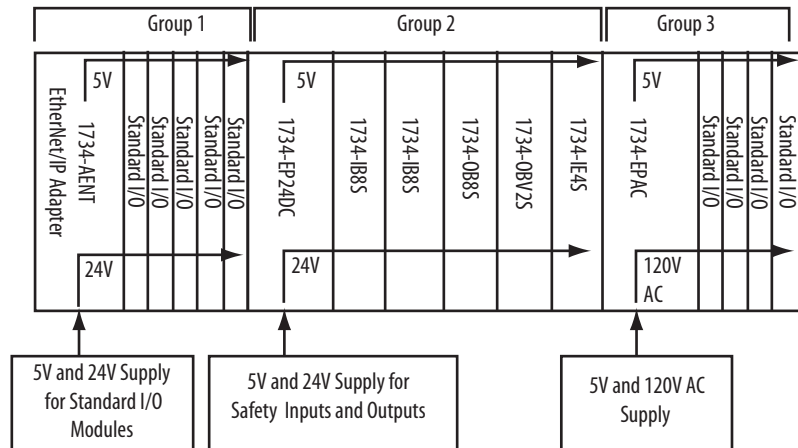 Group 1
Group 2
Group 3
5V
5V
5V
EtherNet/IP Adapter
1734-AENT
Standard I/O
Standard I/O
Standard I/O
Standard I/O
Standard I/O
1734-EP24DC
1734-IB8S
1734-IB8S
1734-OB8S
1734-OBV2S
1734-IE4S
1734-EPAC
Standard I/O
Standard I/O
Standard I/O
Standard I/O
24V
24V
120V
AC
5V and 24V Supply
for Standard I/O
Modules
5V and 24V Supply for
Safety Inputs and Outputs
5V and 120V AC
Supply